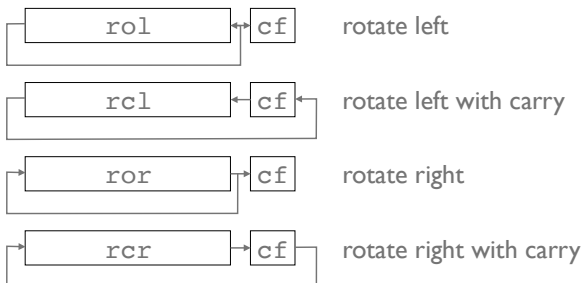 rol cf rotate left
rcl cf rotate left with carry
ror cf rotate right
rcr cf rotate right with carry